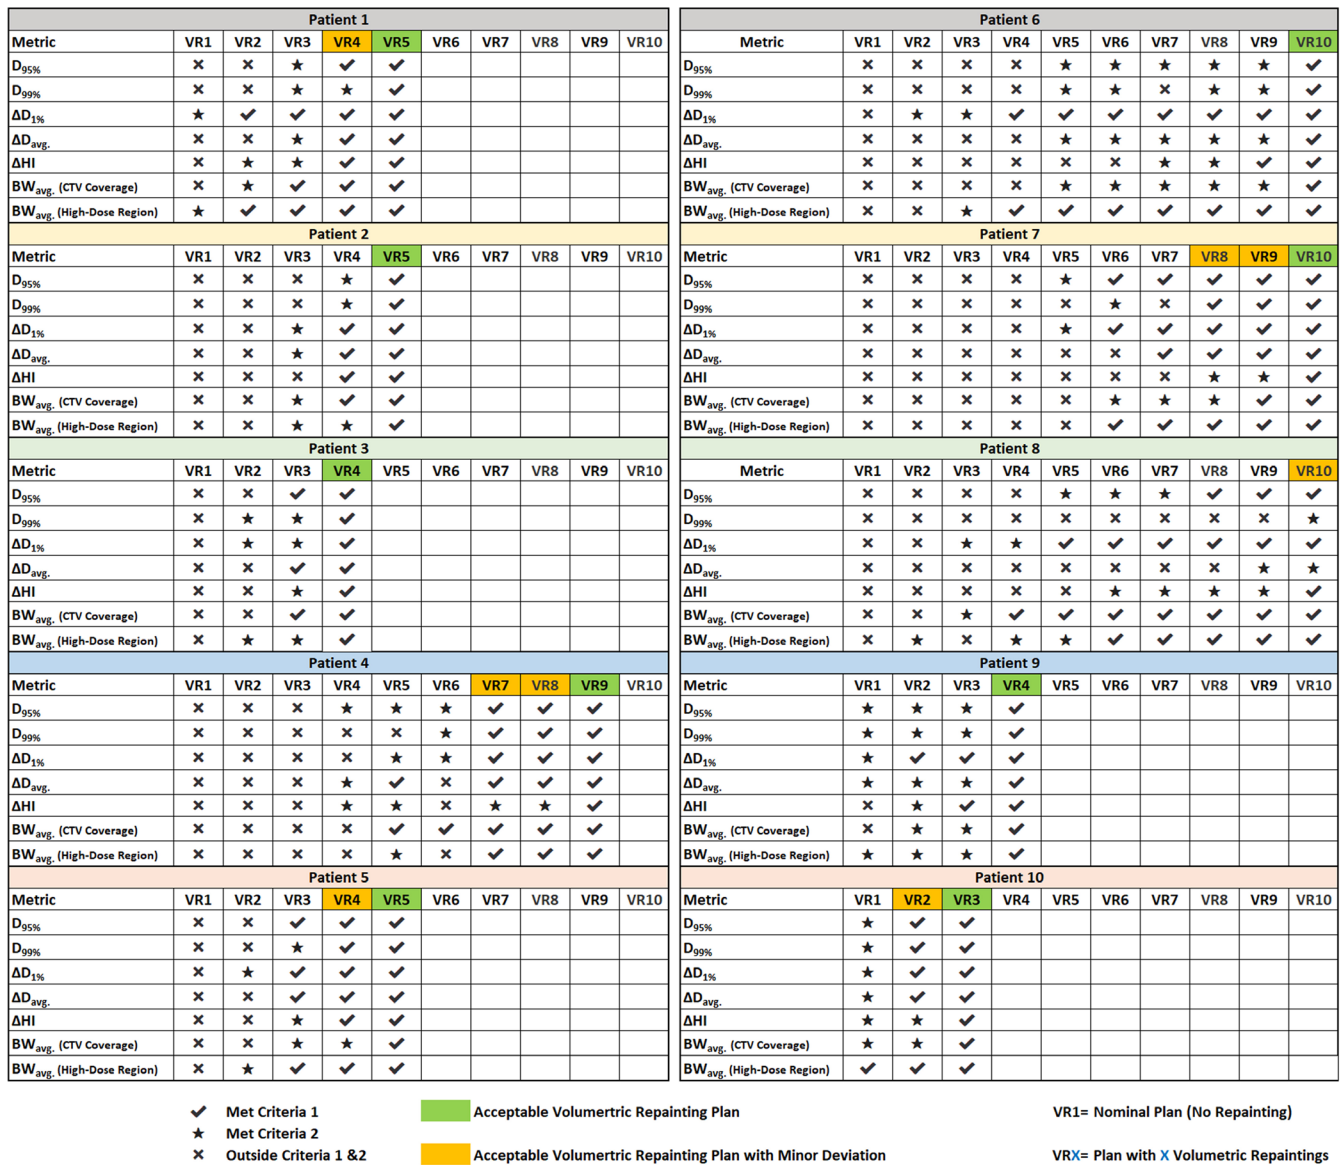 Patient 1
Metric VR1 VR2 VR3 VR4 VR5 VR6 VR7 VR8 VR9 VR10
D95%
D99%
ΔD1%
ΔDavg.
ΔHI
BWavg. (CTV Coverage)
BWavg. (High-Dose Region)
Patient 2
Metric VR1 VR2 VR3 VR4 VR5 VR6 VR7 VR8 VR9 VR10
D95%
D99%
ΔD1%
ΔDavg.
ΔHI
BWavg. (CTV Coverage)
BWavg. (High-Dose Region)
Patient 3
Metric VR1 VR2 VR3 VR4 VR5 VR6 VR7 VR8 VR9 VR10
D95%
D99%
ΔD1%
ΔDavg.
ΔHI
BWavg. (CTV Coverage)
BWavg. (High-Dose Region)
Patient 4
Metric VR1 VR2 VR3 VR4 VR5 VR6 VR7 VR8 VR9 VR10
D95%
D99%
ΔD1%
ΔDavg.
ΔHI
BWavg. (CTV Coverage)
BWavg. (High-Dose Region)
Patient 5
Metric VR1 VR2 VR3 VR4 VR5 VR6 VR7 VR8 VR9 VR10
D95%
D99%
ΔD1%
ΔDavg.
ΔHI
BWavg. (CTV Coverage)
BWavg. (High-Dose Region)
Patient 6
Metric VR1 VR2 VR3 VR4 VR5 VR6 VR7 VR8 VR9 VR10
D95%
D99%
ΔD1%
ΔDavg.
ΔHI
BWavg. (CTV Coverage)
BWavg. (High-Dose Region)
Patient 7
Metric VR1 VR2 VR3 VR4 VR5 VR6 VR7 VR8 VR9 VR10
D95%
D99%
ΔD1%
ΔDavg.
ΔHI
BWavg. (CTV Coverage)
BWavg. (High-Dose Region)
Patient 8
Metric VR1 VR2 VR3 VR4 VR5 VR6 VR7 VR8 VR9 VR10
D95%
D99%
ΔD1%
ΔDavg.
ΔHI
BWavg. (CTV Coverage)
BWavg. (High-Dose Region)
Patient 9
Metric VR1 VR2 VR3 VR4 VR5 VR6 VR7 VR8 VR9 VR10
D95%
D99%
ΔD1%
ΔDavg.
ΔHI
BWavg. (CTV Coverage)
BWavg. (High-Dose Region)
Patient 10
Metric VR1 VR2 VR3 VR4 VR5 VR6 VR7 VR8 VR9 VR10
D95%
D99%
ΔD1%
ΔDavg.
ΔHI
BWavg. (CTV Coverage)
BWavg. (High-Dose Region)
Met Criteria 1
Met Criteria 2
Outside Criteria 1 &2
Acceptable Volumertric Repainting Plan
Acceptable Volumertric Repainting Plan with Minor Deviation
VR1= Nominal Plan (No Repainting)
VRX= Plan with X Volumetric Repaintings